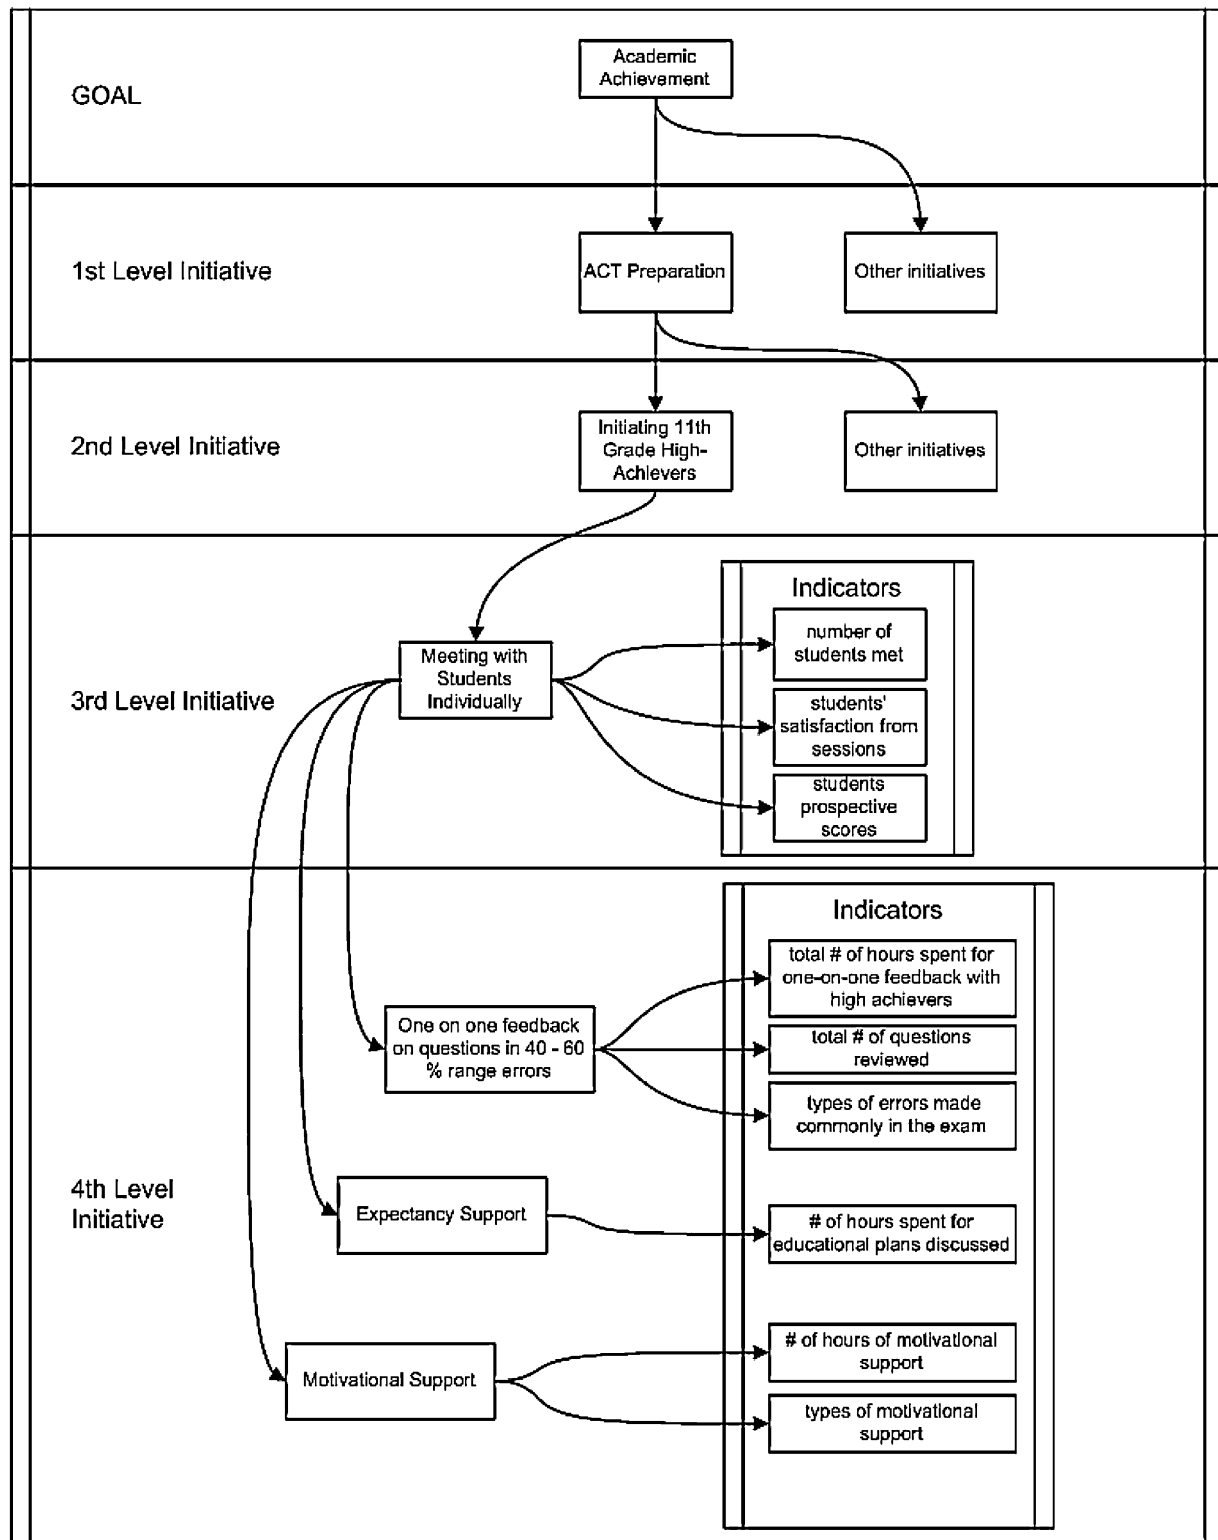 GOAL
Academic
Achievement
1st Level Initiative
ACT Preparation
Other initiatives
2nd Level Initiative
Initiating 11th
Grade High-
Achievers
Other initiatives
3rd Level Initiative
Meeting with
Students
Individually
Indicators
number of
students met
students'
satisfaction from
sessions
students
prospective
scores
4th Level
Initiative
One on one feedback
on questions in 40 - 60
% range errors
Expectancy Support
Motivational Support
Indicators
total # of hours spent for
one-on-one feedback with
high achievers
total # of questions
reviewed
types of errors made
commonly in the exam
# of hours spent for
educational plans discussed
# of hours of motivational
support
types of motivational
support